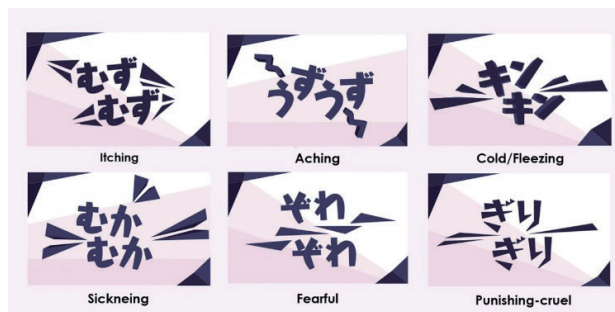 むず
むず
Itching
うずうず
Aching
キン
キン
Cold/Fleezing
むか
むか
Sickneing
ぞわ
ぞわ
Fearful
ぎり
ぎり
Punishing-cruel